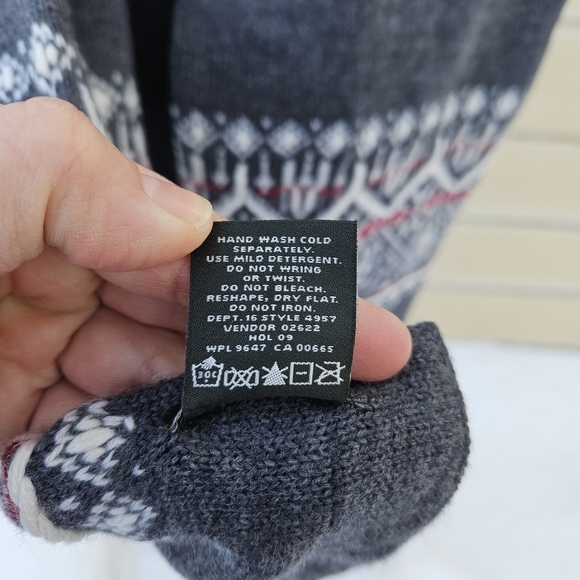 HAND WASH COLD
SEPARATELY.
USE MILD DETERGENT.
DO NOT WRING
OR TWIST.
DO NOT BLEACH.
RESHAPE, DRY FLAT.
DO NOT IRON.
DEPT. 16 STYLE 4957
VENDOR 02622
HOL 09
WPL 9647 CA 00665
30C